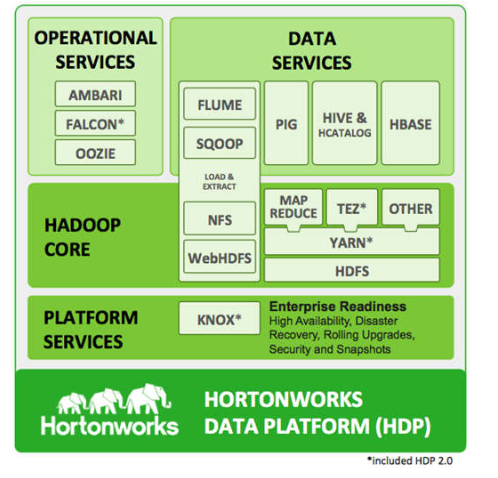 OPERATIONAL
SERVICES
AMBARI
FALCON*
OOZIE
DATA
SERVICES
FLUME
SQOOP
LOAD &
EXTRACT
NFS
WebHDFS
PIG
HIVE &
HCATALOG
HBASE
HADOOP
CORE
MAP
REDUCE
TEZ*
OTHER
YARN*
HDFS
PLATFORM
SERVICES
KNOX*
Enterprise Readiness
High Availability, Disaster
Recovery, Rolling Upgrades,
Security and Snapshots
Hortonworks
HORTONWORKS
DATA PLATFORM (HDP)
*included HDP 2.0